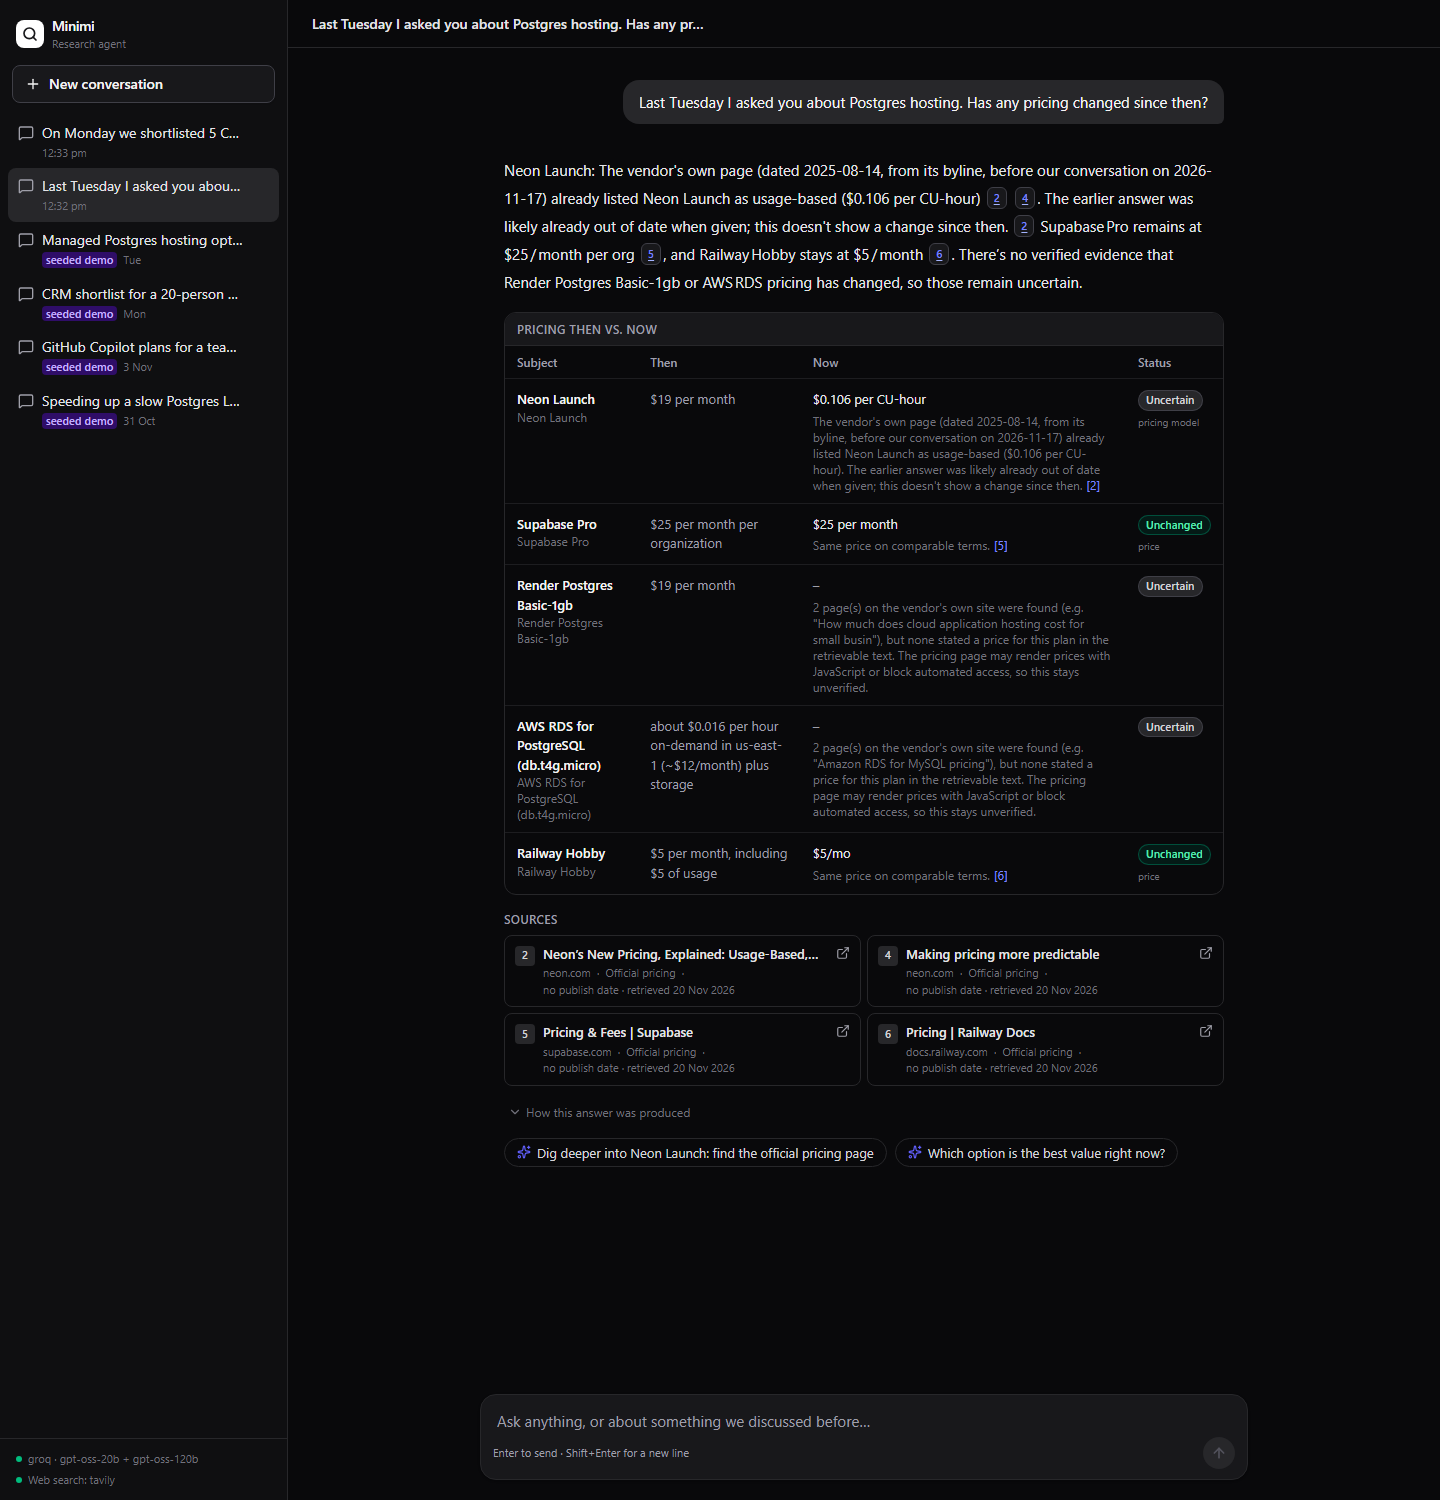 Minimi
Research agent
New conversation
On Monday we shortlisted 5 C...
12:33 pm
Last Tuesday I asked you abou...
12:32 pm
Managed Postgres hosting opt...
seeded demo Tue
CRM shortlist for a 20-person ...
seeded demo Mon
GitHub Copilot plans for a tea...
seeded demo 3 Nov
Speeding up a slow Postgres L...
seeded demo 31 Oct
groq · gpt-oss-20b + gpt-oss-120b
Web search: tavily
Last Tuesday I asked you about Postgres hosting. Has any pr...
Last Tuesday I asked you about Postgres hosting. Has any pricing changed since then?
Neon Launch: The vendor's own page (dated 2025-08-14, from its byline, before our conversation on 2026-
11-17) already listed Neon Launch as usage-based ($0.106 per CU-hour) 2 4 . The earlier answer was
likely already out of date when given; this doesn't show a change since then. 2 Supabase Pro remains at
$25 / month per org 5 , and Railway Hobby stays at $5 / month 6 . There's no verified evidence that
Render Postgres Basic-1gb or AWS RDS pricing has changed, so those remain uncertain.
PRICING THEN VS. NOW
Subject Then Now Status
Neon Launch $19 per month $0.106 per CU-hour Uncertain
Neon Launch
The vendor's own page (dated 2025-08-14, from its pricing model
byline, before our conversation on 2026-11-17) already
listed Neon Launch as usage-based ($0.106 per CU-
hour). The earlier answer was likely already out of date
when given; this doesn't show a change since then. [2]
Supabase Pro $25 per month per $25 per month Unchanged
Supabase Pro organization Same price on comparable terms. [5] price
Render Postgres $19 per month – Uncertain
Basic-1gb
Render Postgres
Basic-1gb
2 page(s) on the vendor's own site were found (e.g.
"How much does cloud application hosting cost for
small busin"), but none stated a price for this plan in the
retrievable text. The pricing page may render prices with
JavaScript or block automated access, so this stays
unverified.
AWS RDS for about $0.016 per hour – Uncertain
PostgreSQL on-demand in us-east-
(db.t4g.micro) 1 (~$12/month) plus
AWS RDS for storage
PostgreSQL
(db.t4g.micro)
2 page(s) on the vendor's own site were found (e.g.
"Amazon RDS for MySQL pricing"), but none stated a
price for this plan in the retrievable text. The pricing
page may render prices with JavaScript or block
automated access, so this stays unverified.
Railway Hobby $5 per month, including $5/mo Unchanged
Railway Hobby $5 of usage Same price on comparable terms. [6] price
SOURCES
2 Neon's New Pricing, Explained: Usage-Based,...
neon.com · Official pricing ·
no publish date · retrieved 20 Nov 2026
4 Making pricing more predictable
neon.com · Official pricing ·
no publish date · retrieved 20 Nov 2026
5 Pricing & Fees | Supabase
supabase.com · Official pricing ·
no publish date · retrieved 20 Nov 2026
6 Pricing | Railway Docs
docs.railway.com · Official pricing ·
no publish date · retrieved 20 Nov 2026
How this answer was produced
Dig deeper into Neon Launch: find the official pricing page
Which option is the best value right now?
Ask anything, or about something we discussed before...
Enter to send · Shift+Enter for a new line